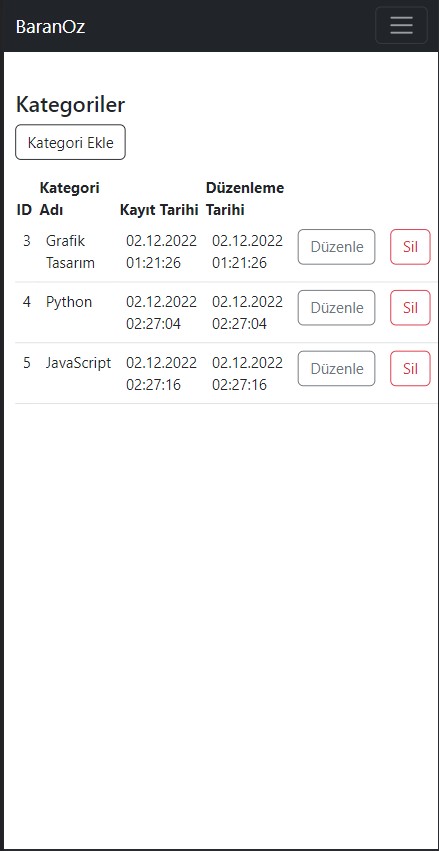 BaranOz
Kategoriler
Kategori Ekle
ID Kategori Adı Kayıt Tarihi Düzenleme Tarihi
3 Grafik Tasarım 02.12.2022 01:21:26 02.12.2022 01:21:26 Düzenle Sil
4 Python 02.12.2022 02:27:04 02.12.2022 02:27:04 Düzenle Sil
5 JavaScript 02.12.2022 02:27:16 02.12.2022 02:27:16 Düzenle Sil